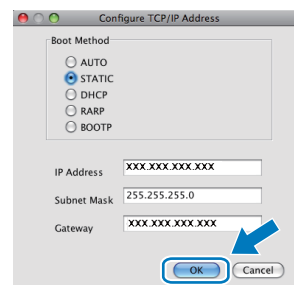 Configure TCP/IP Address
Boot Method
AUTO
STATIC
DHCP
RARP
BOOTP
IP Address XXX.XXX.XXX.XXX
Subnet Mask 255.255.255.0
Gateway XXX.XXX.XXX.XXX
OK Cancel